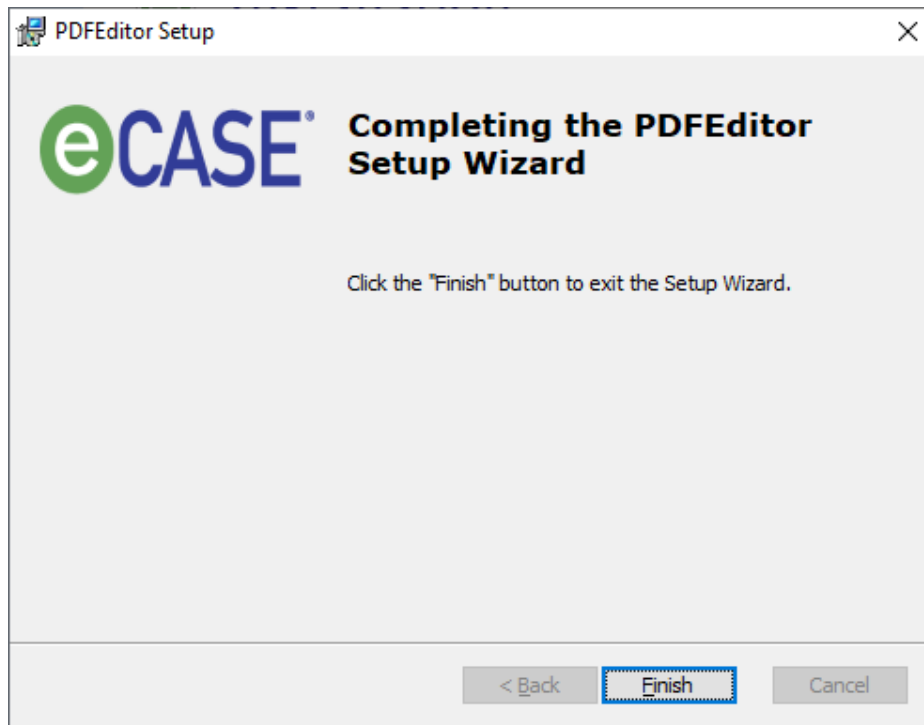 PDFEditor Setup
eCASE®
Completing the PDFEditor
Setup Wizard
Click the "Finish" button to exit the Setup Wizard.
< Back
Finish
Cancel